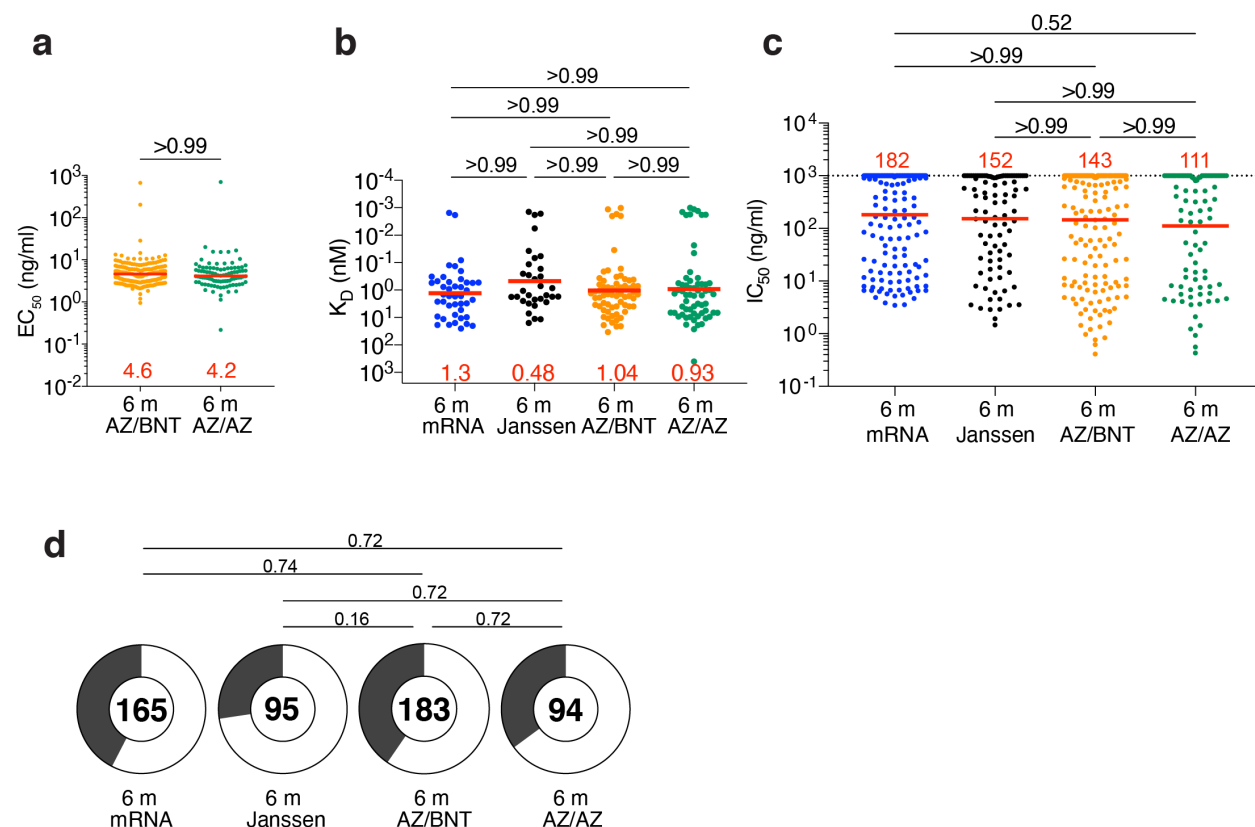 a
>0.99
EC50 (ng/ml)
10^3
10^2
10^1
10^0
10^-1
10^-2
4.6
4.2
6 m
AZ/BNT
6 m
AZ/AZ
b
>0.99
>0.99
>0.99
>0.99
>0.99
>0.99
KD (nM)
10^-4
10^-3
10^-2
10^-1
10^0
10^1
10^2
10^3
1.3
0.48
1.04
0.93
6 m
mRNA
6 m
Janssen
6 m
AZ/BNT
6 m
AZ/AZ
c
0.52
>0.99
>0.99
>0.99
>0.99
IC50 (ng/ml)
10^4
10^3
10^2
10^1
10^0
10^-1
182
152
143
111
6 m
mRNA
6 m
Janssen
6 m
AZ/BNT
6 m
AZ/AZ
d
0.72
0.74
0.72
0.16
0.72
165
95
183
94
6 m
mRNA
6 m
Janssen
6 m
AZ/BNT
6 m
AZ/AZ